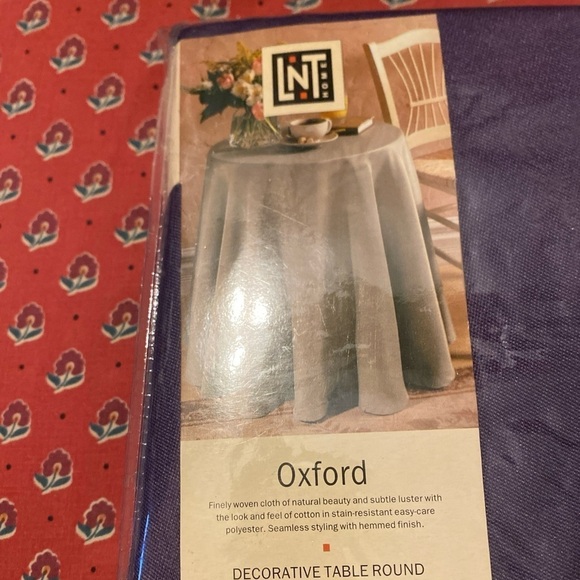 LNT
HOME
Oxford
Finely woven cloth of natural beauty and subtle luster with
the look and feel of cotton in stain-resistant easy-care
polyester. Seamless styling with hemmed finish.
DECORATIVE TABLE ROUND